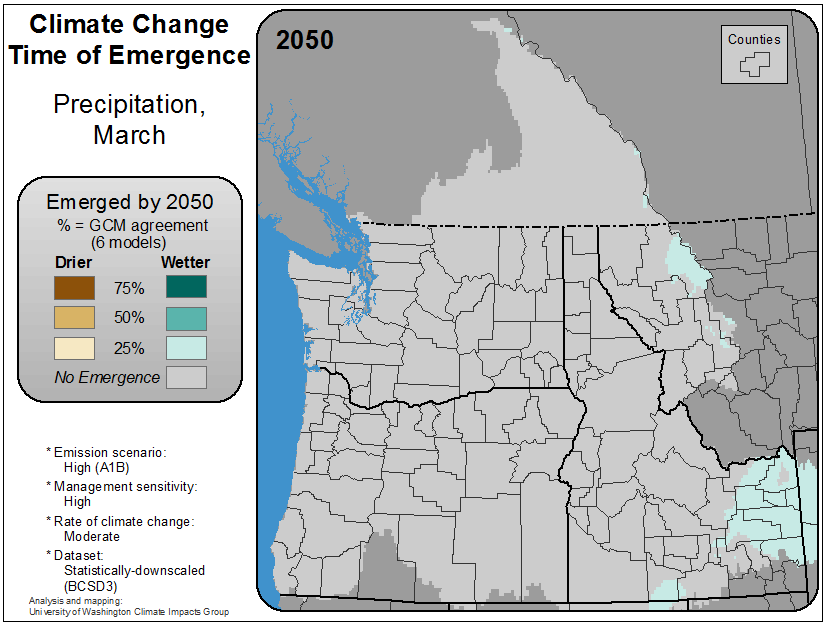 Climate Change
Time of Emergence
Precipitation,
March
Emerged by 2050
% = GCM agreement
(6 models)
Drier Wetter
75%
50%
25%
No Emergence
* Emission scenario:
High (A1B)
* Management sensitivity:
High
* Rate of climate change:
Moderate
* Dataset:
Statistically-downscaled
(BCSD3)
Analysis and mapping:
University of Washington Climate Impacts Group
2050
Counties